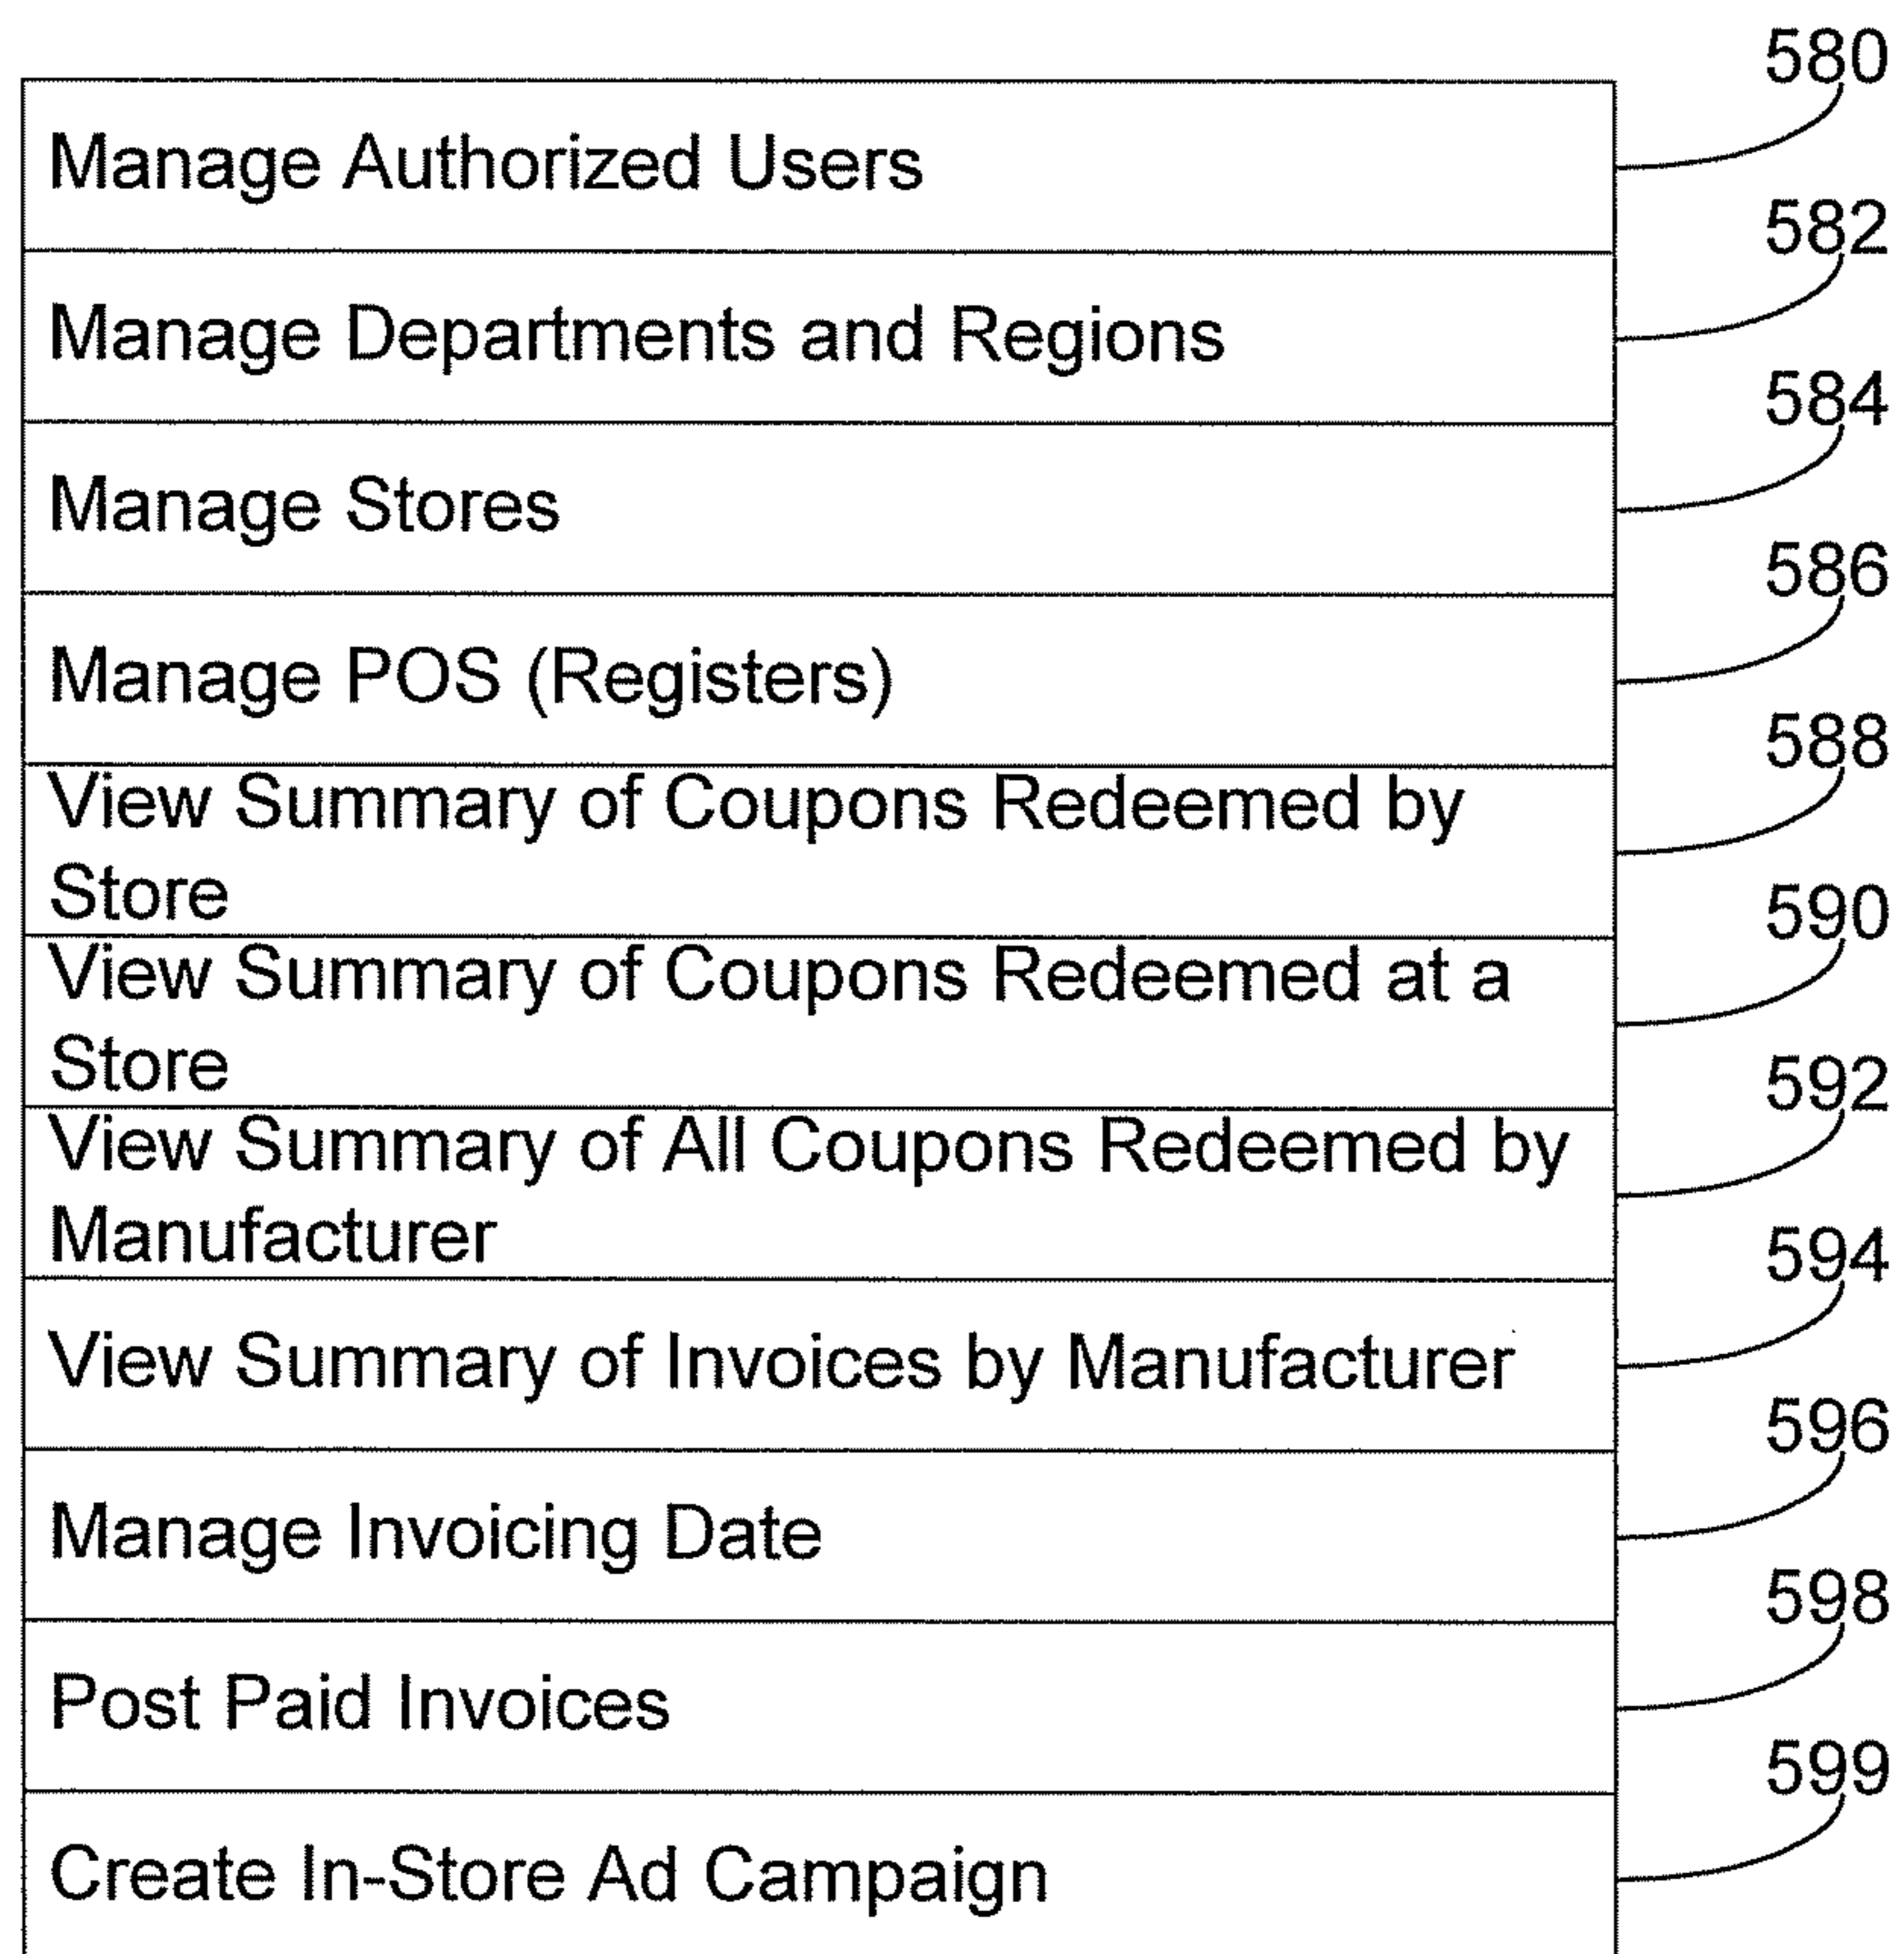 580
Manage Authorized Users
582
Manage Departments and Regions
584
Manage Stores
586
Manage POS (Registers)
588
View Summary of Coupons Redeemed by
Store
590
View Summary of Coupons Redeemed at a
Store
592
View Summary of All Coupons Redeemed by
Manufacturer
594
View Summary of Invoices by Manufacturer
596
Manage Invoicing Date
598
Post Paid Invoices
599
Create In-Store Ad Campaign